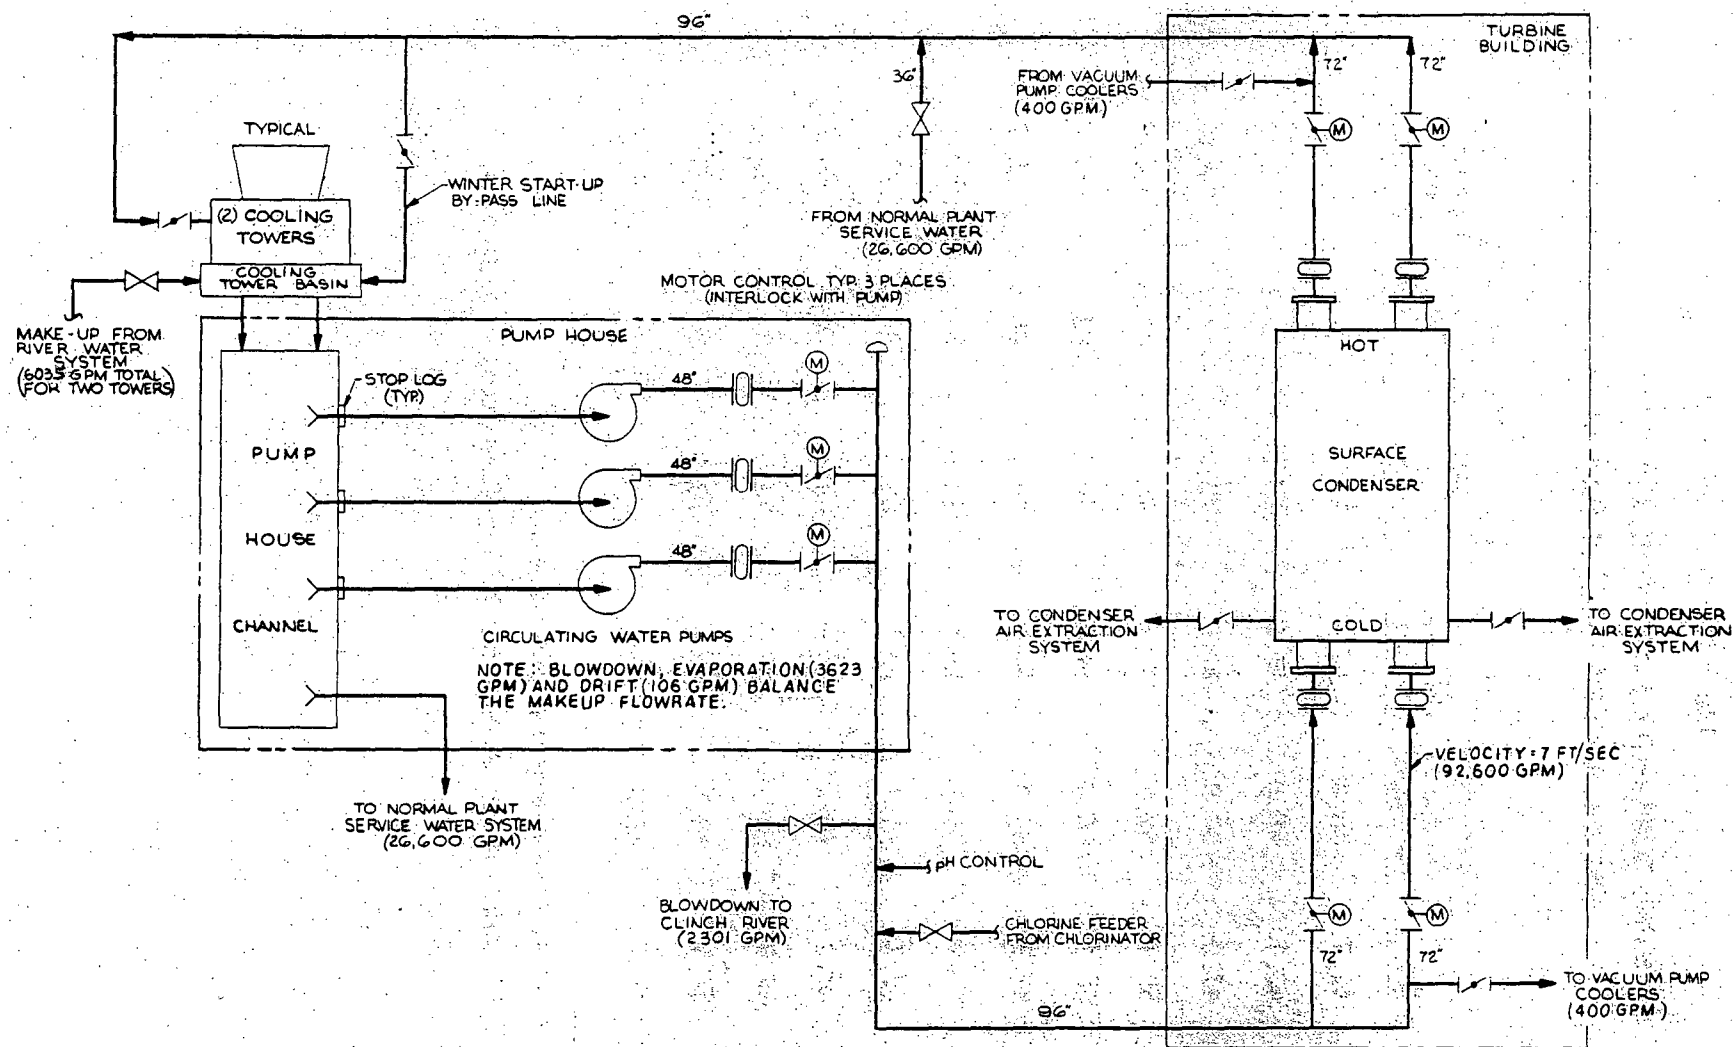 96"
TURBINE
BUILDING
72"
72"
36"
FROM VACUUM
PUMP COOLERS
(400 GPM)
M
M
TYPICAL
WINTER START-UP
BY-PASS LINE
(2) COOLING
TOWERS
FROM NORMAL PLANT
SERVICE WATER
(26,600 GPM)
COOLING
TOWER BASIN
MOTOR CONTROL TYP. 3 PLACES
(INTERLOCK WITH PUMP)
MAKE-UP FROM
RIVER WATER
SYSTEM
(6035 GPM TOTAL)
(FOR TWO TOWERS)
PUMP HOUSE
HOT
STOP LOG
(TYP.)
48"
M
PUMP
48"
M
SURFACE
CONDENSER
HOUSE
48"
M
CHANNEL
CIRCULATING WATER PUMPS
NOTE: BLOWDOWN, EVAPORATION (3623
GPM) AND DRIFT (106 GPM) BALANCE
THE MAKEUP FLOWRATE.
TO CONDENSER
AIR EXTRACTION
SYSTEM
COLD
TO CONDENSER
AIR EXTRACTION
SYSTEM
VELOCITY = 7 FT/SEC
(92,600 GPM)
TO NORMAL PLANT
SERVICE WATER SYSTEM
(26,600 GPM)
pH CONTROL
BLOWDOWN TO
CLINCH RIVER
(2301 GPM)
CHLORINE FEEDER
FROM CHLORINATOR
M
M
72"
72"
TO VACUUM PUMP
COOLERS
(400 GPM)
96"